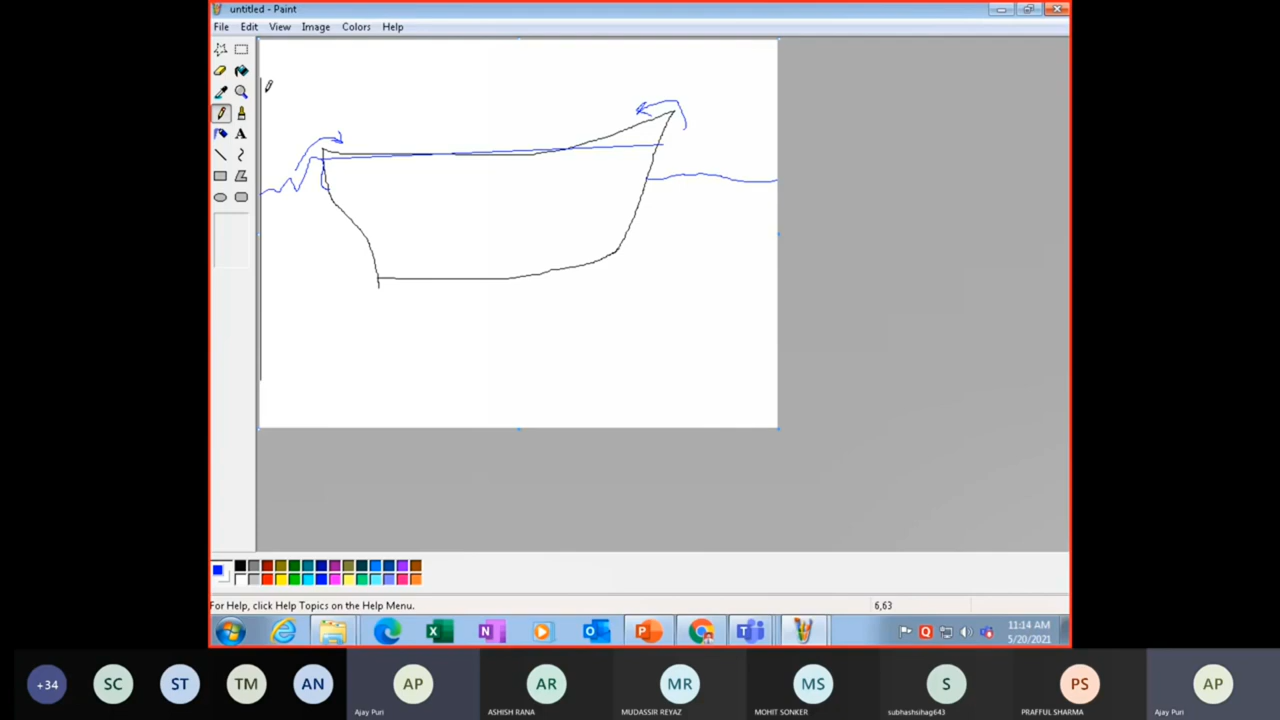 untitled - Paint
File Edit View Image Colors Help
A
For Help, click Help Topics on the Help Menu.
6,63
11:14 AM
5/20/2021
+34
SC
ST
TM
AN
AP
AR
MR
MS
S
PS
AP
Ajay Puri
ASHISH RANA
MUDASSIR REYAZ
MOHIT SONKER
subhashsihag643
PRAFFUL SHARMA
Ajay Puri